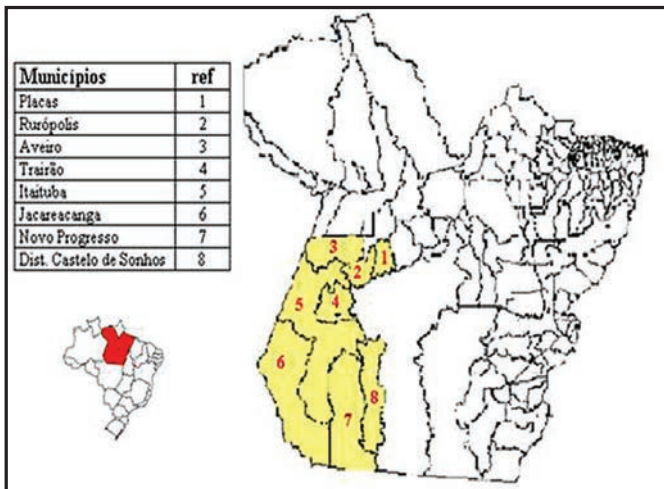 Municípios ref
Placas 1
Rurópolis 2
Aveiro 3
Trairão 4
Itaituba 5
Jacareacanga 6
Novo Progresso 7
Dist. Castelo de Sonhos 8
3
1
2
4
5
6
8
7